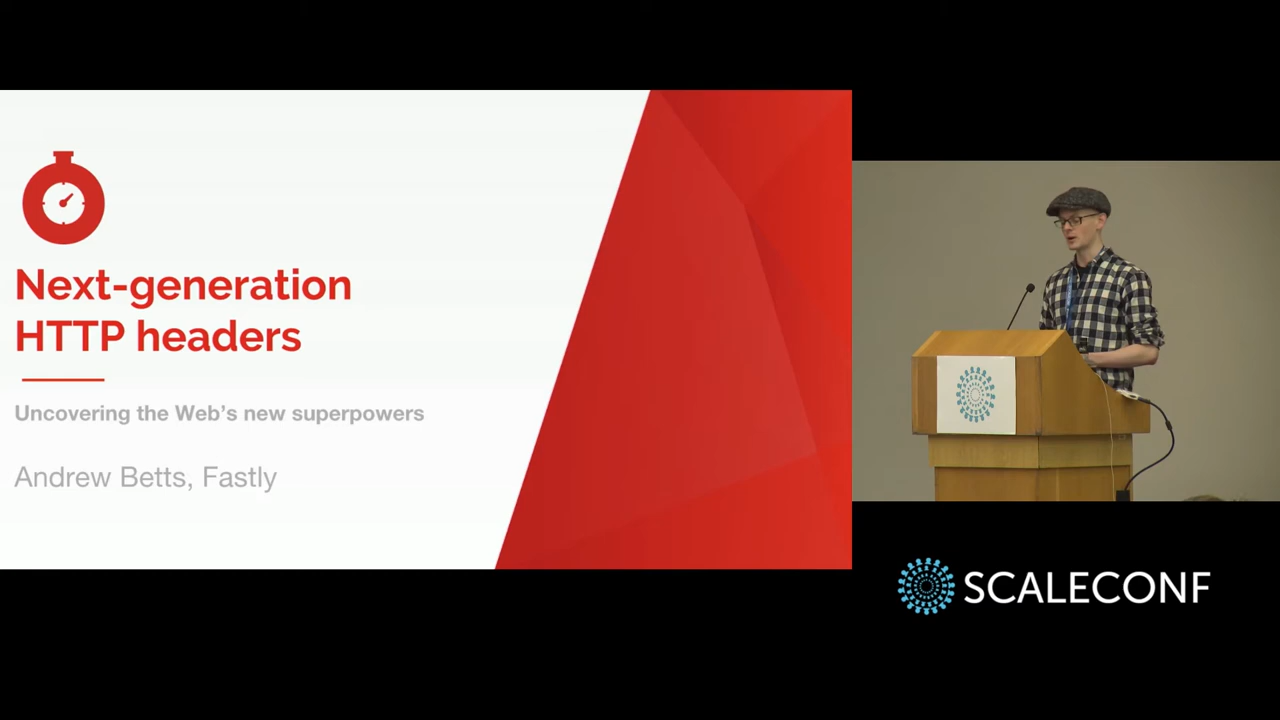 Next-generation
HTTP headers
Uncovering the Web's new superpowers
Andrew Betts, Fastly
SCALECONF